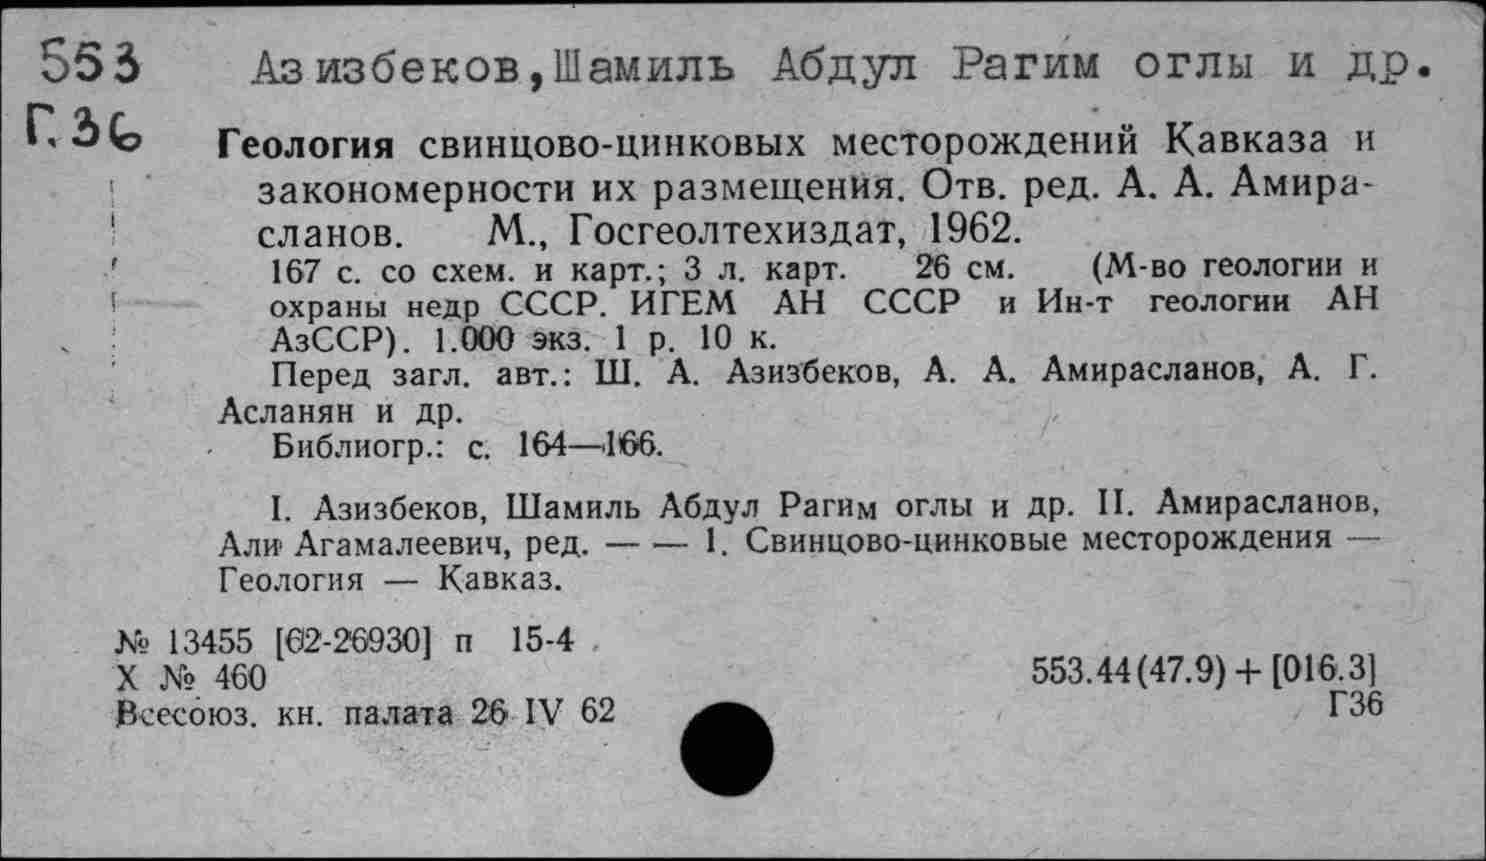 553 Азизбеков,Шамиль Абдул Рагим оглы и др.
Г.36
Геология свинцово-цинковых месторождений Кавказа и
закономерности их размещения. Отв. ред. А. А. Амира-
сланов. М., Госгеолтехиздат, 1962.
167 с. со схем. и карт.; 3 л. карт. 26 см. (М-во геологии и
охраны недр СССР. ИГЕМ АН СССР и Ин-т геологии АН
АзССР). 1.000 экз. 1 р. 10 к.
Перед загл. авт.: Ш. А. Азизбеков, А. А. Амирасланов, А. Г.
Асланян и др.
Библиогр.: с. 164—166.
I. Азизбеков, Шамиль Абдул Рагим оглы и др. II. Амирасланов,
Али Агамалеевич, ред. — — 1. Свинцово-цинковые месторождения —
Геология — Кавказ.
№ 13455 [62-26930] п 15-4
X № 460
Всесоюз. кн. палата 26 IV 62
553.44(47.9) + [016.3]
Г36